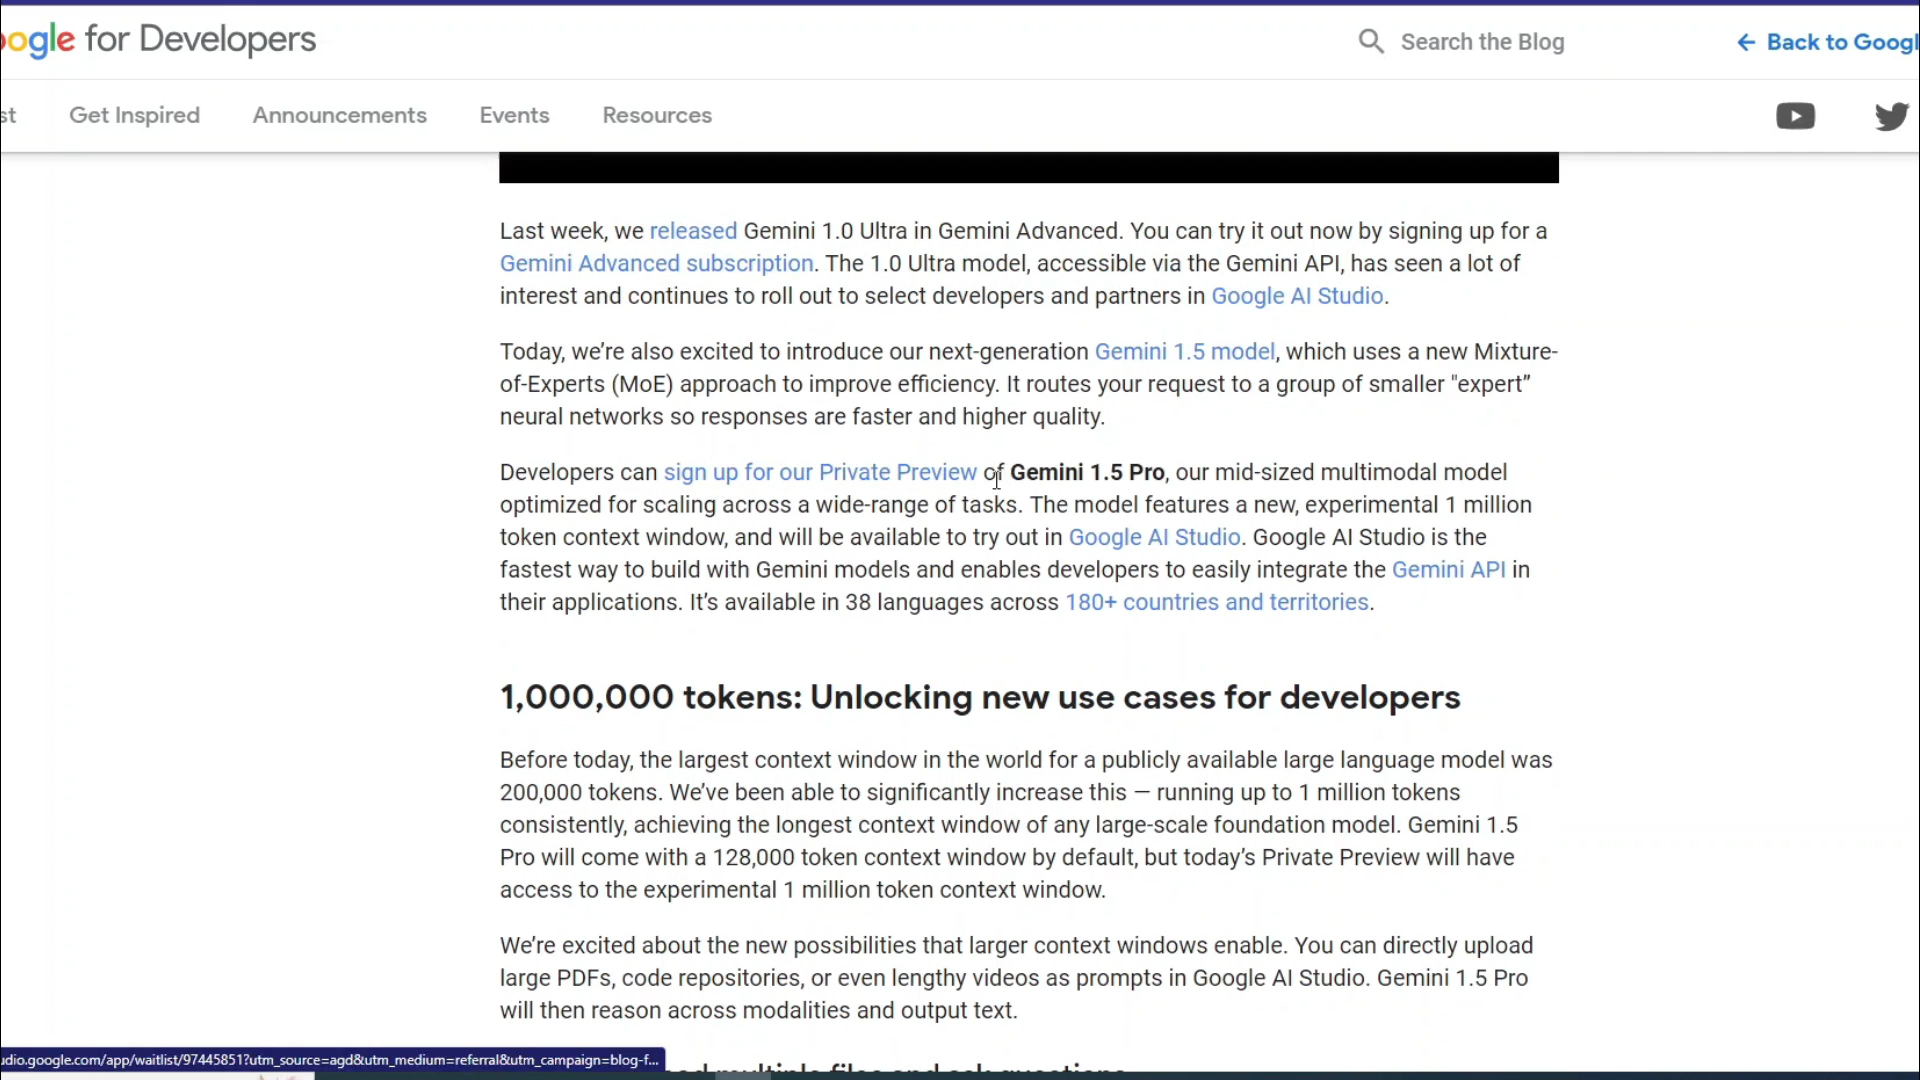 ogle for Developers
Search the Blog
← Back to Googl
st
Get Inspired
Announcements
Events
Resources
Last week, we released Gemini 1.0 Ultra in Gemini Advanced. You can try it out now by signing up for a
Gemini Advanced subscription. The 1.0 Ultra model, accessible via the Gemini API, has seen a lot of
interest and continues to roll out to select developers and partners in Google AI Studio.
Today, we’re also excited to introduce our next-generation Gemini 1.5 model, which uses a new Mixture-
of-Experts (MoE) approach to improve efficiency. It routes your request to a group of smaller "expert”
neural networks so responses are faster and higher quality.
Developers can sign up for our Private Preview of Gemini 1.5 Pro, our mid-sized multimodal model
optimized for scaling across a wide-range of tasks. The model features a new, experimental 1 million
token context window, and will be available to try out in Google AI Studio. Google AI Studio is the
fastest way to build with Gemini models and enables developers to easily integrate the Gemini API in
their applications. It’s available in 38 languages across 180+ countries and territories.
1,000,000 tokens: Unlocking new use cases for developers
Before today, the largest context window in the world for a publicly available large language model was
200,000 tokens. We’ve been able to significantly increase this — running up to 1 million tokens
consistently, achieving the longest context window of any large-scale foundation model. Gemini 1.5
Pro will come with a 128,000 token context window by default, but today’s Private Preview will have
access to the experimental 1 million token context window.
We’re excited about the new possibilities that larger context windows enable. You can directly upload
large PDFs, code repositories, or even lengthy videos as prompts in Google AI Studio. Gemini 1.5 Pro
will then reason across modalities and output text.
udio.google.com/app/waitlist/97445851?utm_source=agd&utm_medium=referral&utm_campaign=blog-f...
d multiple files and ask questions